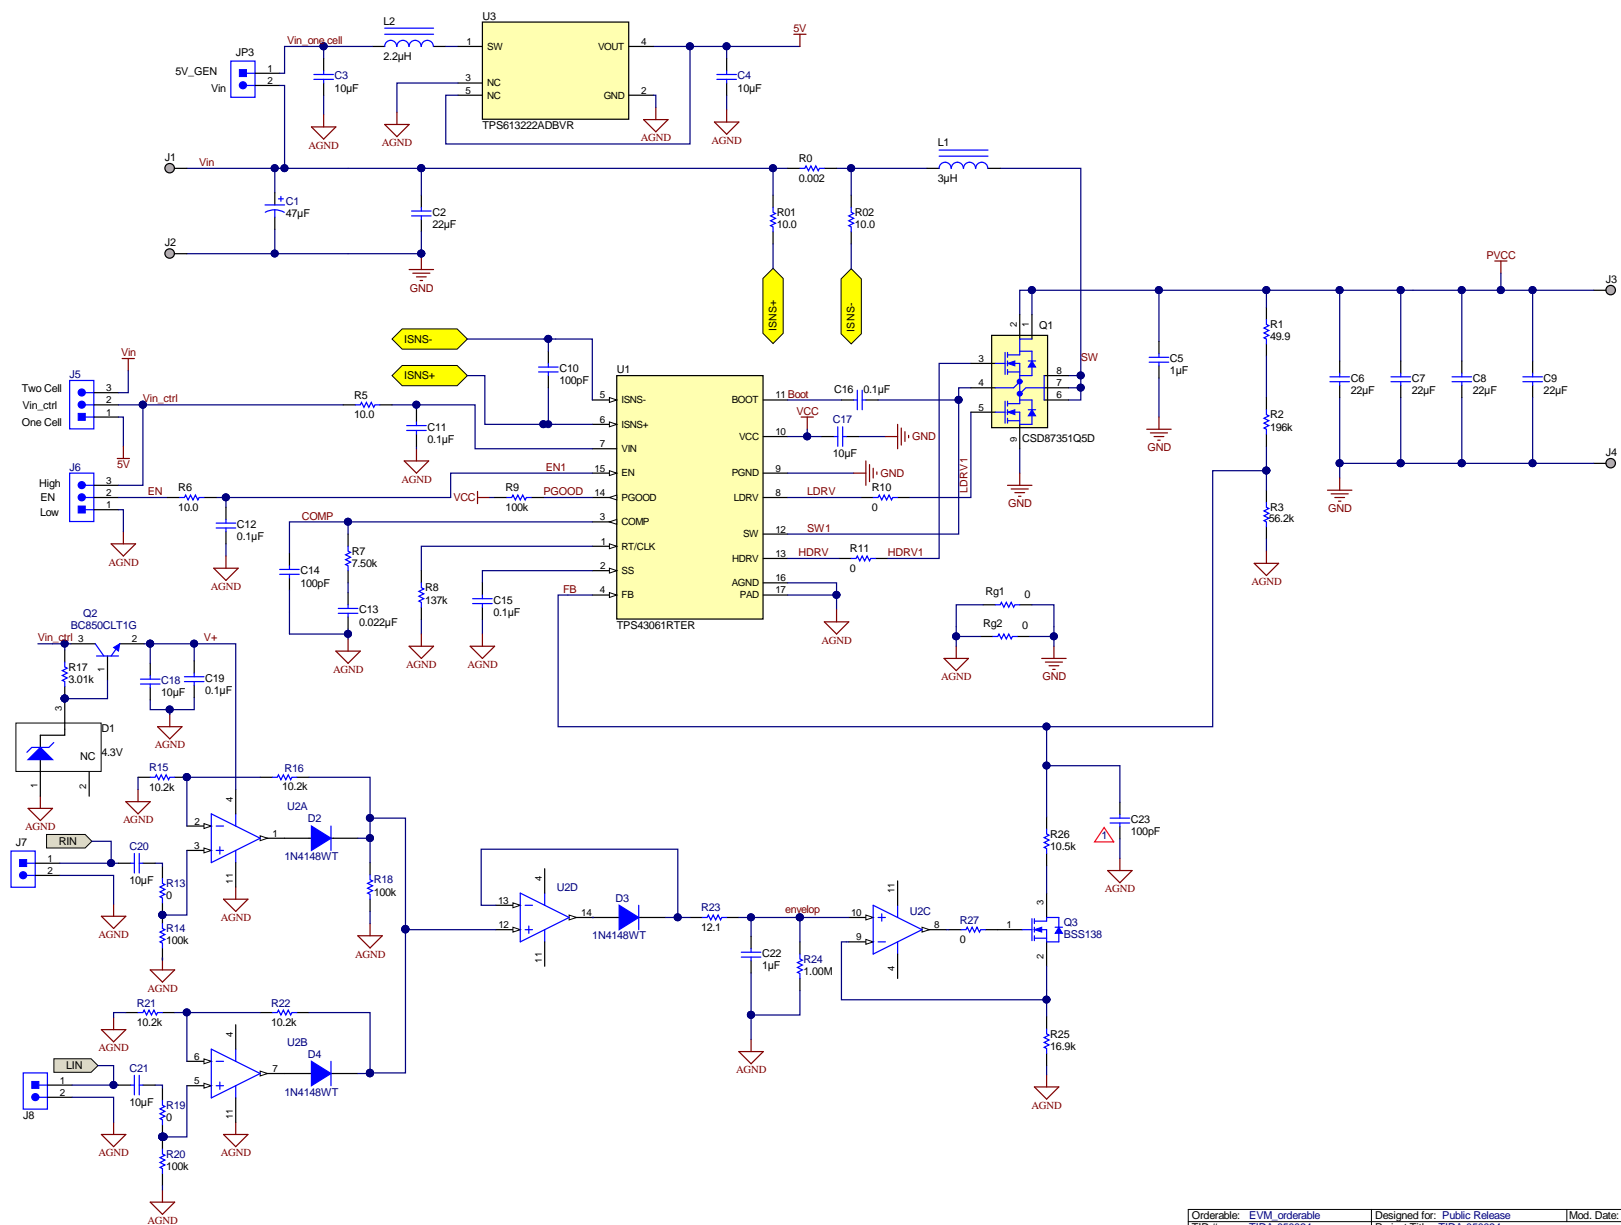 U3
L2
2.2µH
Vin_one cell
JP3
5V_GEN
Vin
1
2
C3
10µF
AGND
1 SW
3 NC
5 NC
VOUT 4
GND 2
TPS613222ADBVR
AGND
AGND
C4
10µF
AGND
5V
J1
Vin
C1
47µF
C2
22µF
J2
GND
R0
0.002
R01
10.0
R02
10.0
ISNS+
ISNS-
L1
3µH
PVCC
J3
J4
Q1
CSD87351Q5D
2
1
3
4
5
8
7
6
9
SW
GND
C5
1µF
GND
R1
49.9
R2
196k
R3
56.2k
AGND
C6
22µF
C7
22µF
C8
22µF
C9
22µF
GND
ISNS-
ISNS+
C10
100pF
J5
Vin
Two Cell
Vin_ctrl
One Cell
3
2
1
Vin_ctrl
5V
R5
10.0
C11
0.1µF
AGND
J6
High
EN
Low
3
2
1
EN
R6
10.0
AGND
C12
0.1µF
AGND
EN1
VCC
R9
100k
PGOOD
COMP
C14
100pF
R7
7.50k
C13
0.022µF
AGND
R8
137k
AGND
C15
0.1µF
AGND
FB
U1
5 ISNS-
6 ISNS+
7 VIN
15 EN
14 PGOOD
3 COMP
1 RT/CLK
2 SS
4 FB
BOOT 11
VCC 10
PGND 9
LDRV 8
SW 12
HDRV 13
AGND 16
PAD 17
TPS43061RTER
Boot
C16
0.1µF
VCC
C17
10µF
GND
GND
LDRV
R10
0
LDRV1
SW1
HDRV
R11
0
HDRV1
AGND
Rg1
0
Rg2
0
AGND
GND
Q2
BC850CLT1G
Vin_ctrl
3
2
1
V+
R17
3.01k
C18
10µF
C19
0.1µF
AGND
D1
4.3V
NC
3
1
2
AGND
R15
10.2k
AGND
R16
10.2k
U2A
4
2
3
1
11
AGND
D2
1N4148WT
R18
100k
AGND
RIN
J7
1
2
AGND
C20
10µF
R13
0
R14
100k
AGND
R21
10.2k
AGND
R22
10.2k
U2B
4
6
5
7
11
AGND
D4
1N4148WT
LIN
J8
1
2
AGND
C21
10µF
R19
0
R20
100k
AGND
U2D
4
13
12
14
11
D3
1N4148WT
R23
12.1
envelop
C22
1µF
R24
1.00M
AGND
U2C
11
10
9
8
4
R27
0
Q3
BSS138
1
3
2
R26
10.5k
C23
100pF
1
AGND
R25
16.9k
AGND
Orderable: EVM_orderable
Designed for: Public Release
Mod. Date: